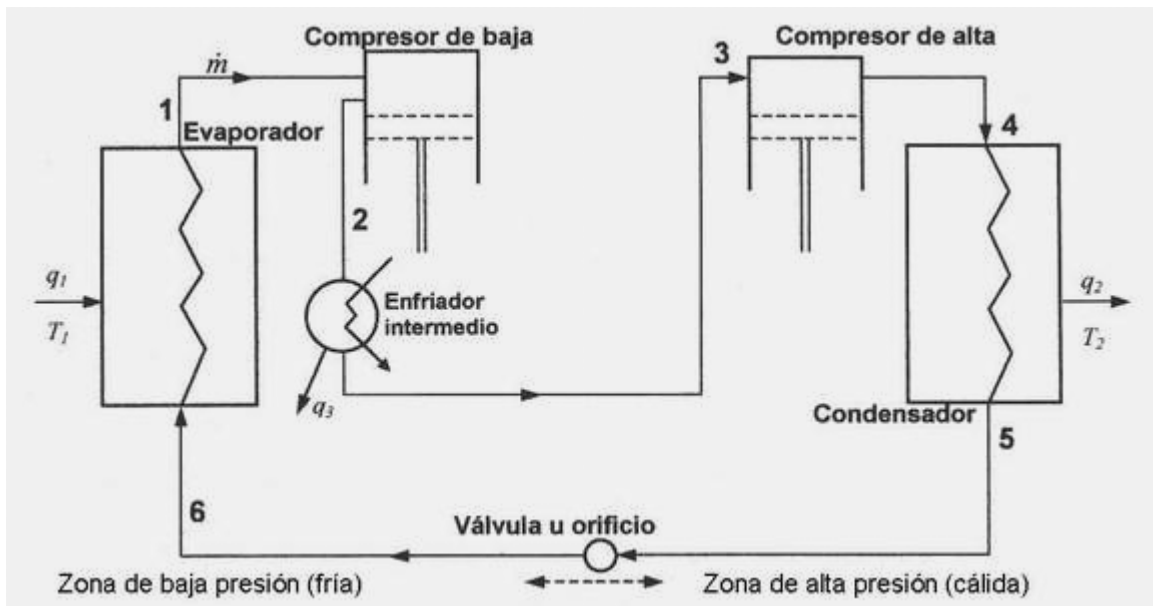 Compresor de baja
Compresor de alta
ṁ
3
1
Evaporador
4
2
q₁
T₁
Enfriador
intermedio
q₂
T₂
q₃
Condensador
5
6
Válvula u orificio
Zona de baja presión (fría)
Zona de alta presión (cálida)